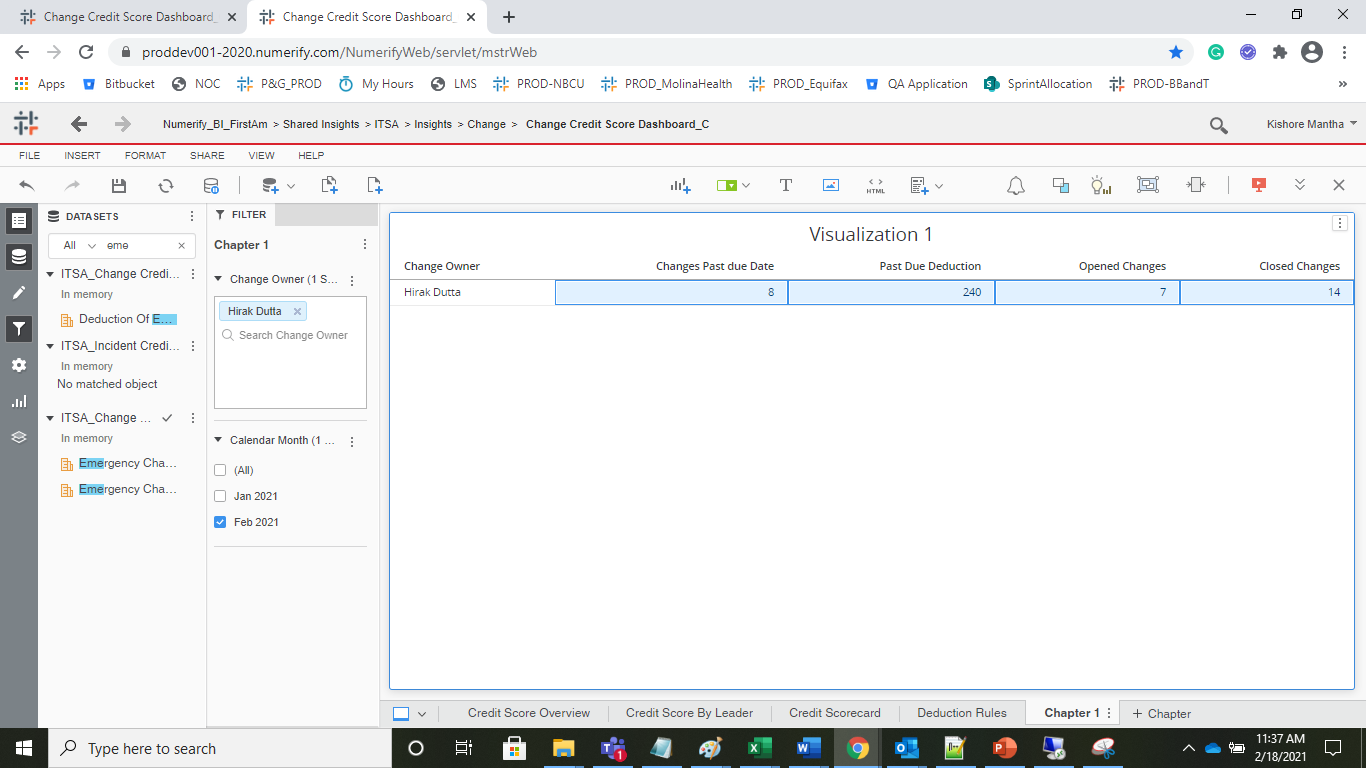 Change Credit Score Dashboard_
Change Credit Score Dashboard_
proddev001-2020.numerify.com/NumerifyWeb/servlet/mstrWeb
Apps Bitbucket NOC P&G_PROD My Hours LMS PROD-NBCU PROD_MolinaHealth PROD_Equifax QA Application SprintAllocation PROD-BBandT »
Numerify_BI_FirstAm > Shared Insights > ITSA > Insights > Change > Change Credit Score Dashboard_C
Kishore Mantha
FILE INSERT FORMAT SHARE VIEW HELP
HTML
DATASETS
All eme
ITSA_Change Credi...
In memory
Deduction Of E...
ITSA_Incident Credi...
In memory
No matched object
ITSA_Change ...
In memory
Emergency Cha...
Emergency Cha...
FILTER
Chapter 1
Change Owner (1 S...
Hirak Dutta
Search Change Owner
Calendar Month (1 ...
(All)
Jan 2021
Feb 2021
Visualization 1
Change Owner Changes Past due Date Past Due Deduction Opened Changes Closed Changes
Hirak Dutta 8 240 7 14
Credit Score Overview Credit Score By Leader Credit Scorecard Deduction Rules Chapter 1 + Chapter
Type here to search
1
11:37 AM
2/18/2021